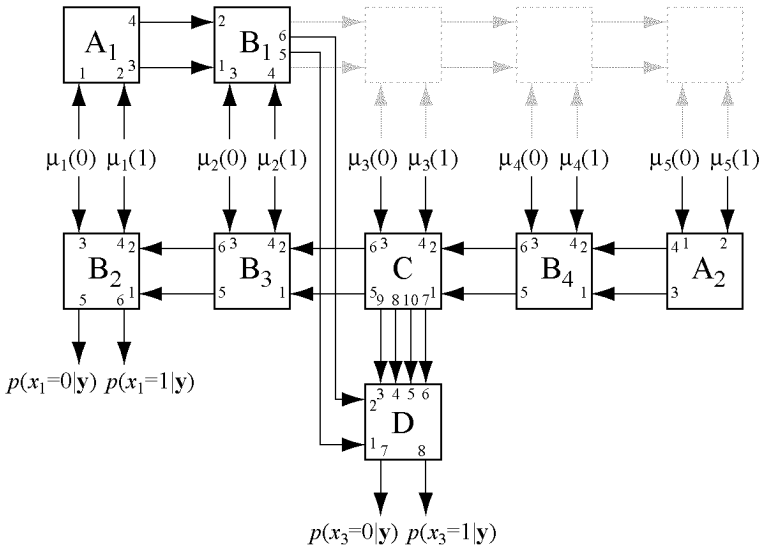 4 2 6
A₁ B₁ 5
1 2 3 1 3 4
μ₁(0) μ₁(1) μ₂(0) μ₂(1) μ₃(0) μ₃(1) μ₄(0) μ₄(1) μ₅(0) μ₅(1)
3 4 2 6 3 4 2 6 3 4 2 6 3 4 2 4 1 2
B₂ B₃ C B₄ A₂
5 6 1 5 1 5 9 8 10 7 1 5 1 3
p(x₁=0|y) p(x₁=1|y)
2 3 4 5 6
D
1 7 8
p(x₃=0|y) p(x₃=1|y)